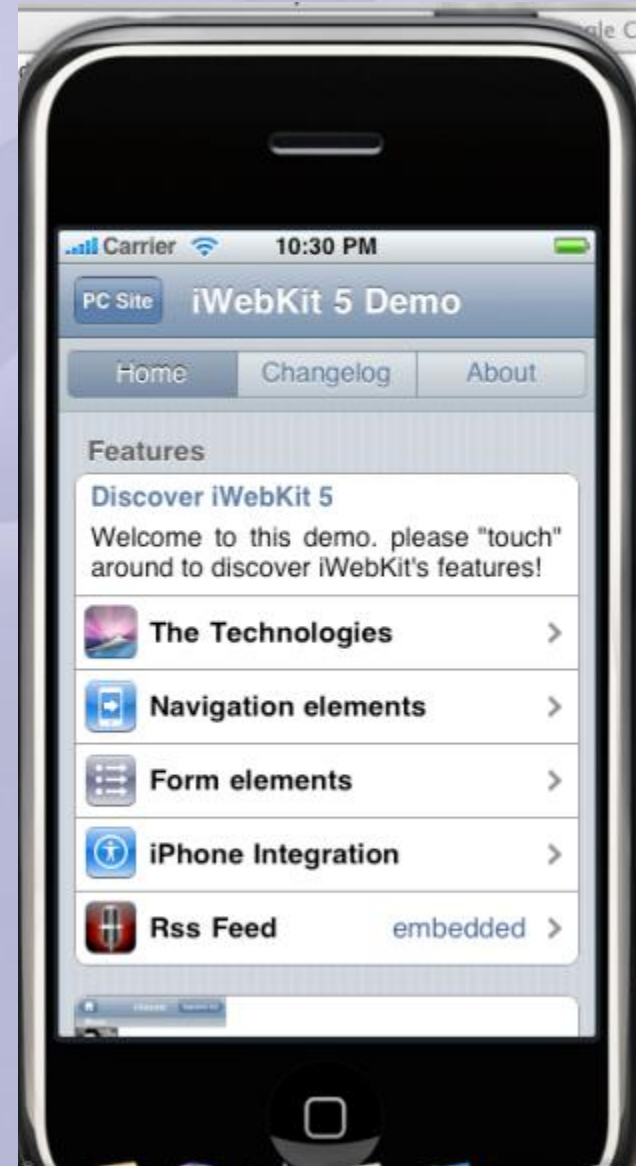 gle C
Carrier 10:30 PM
PC Site iWebKit 5 Demo
Home Changelog About
Features
Discover iWebKit 5
Welcome to this demo. please "touch"
around to discover iWebKit's features!
The Technologies
Navigation elements
Form elements
iPhone Integration
Rss Feed embedded